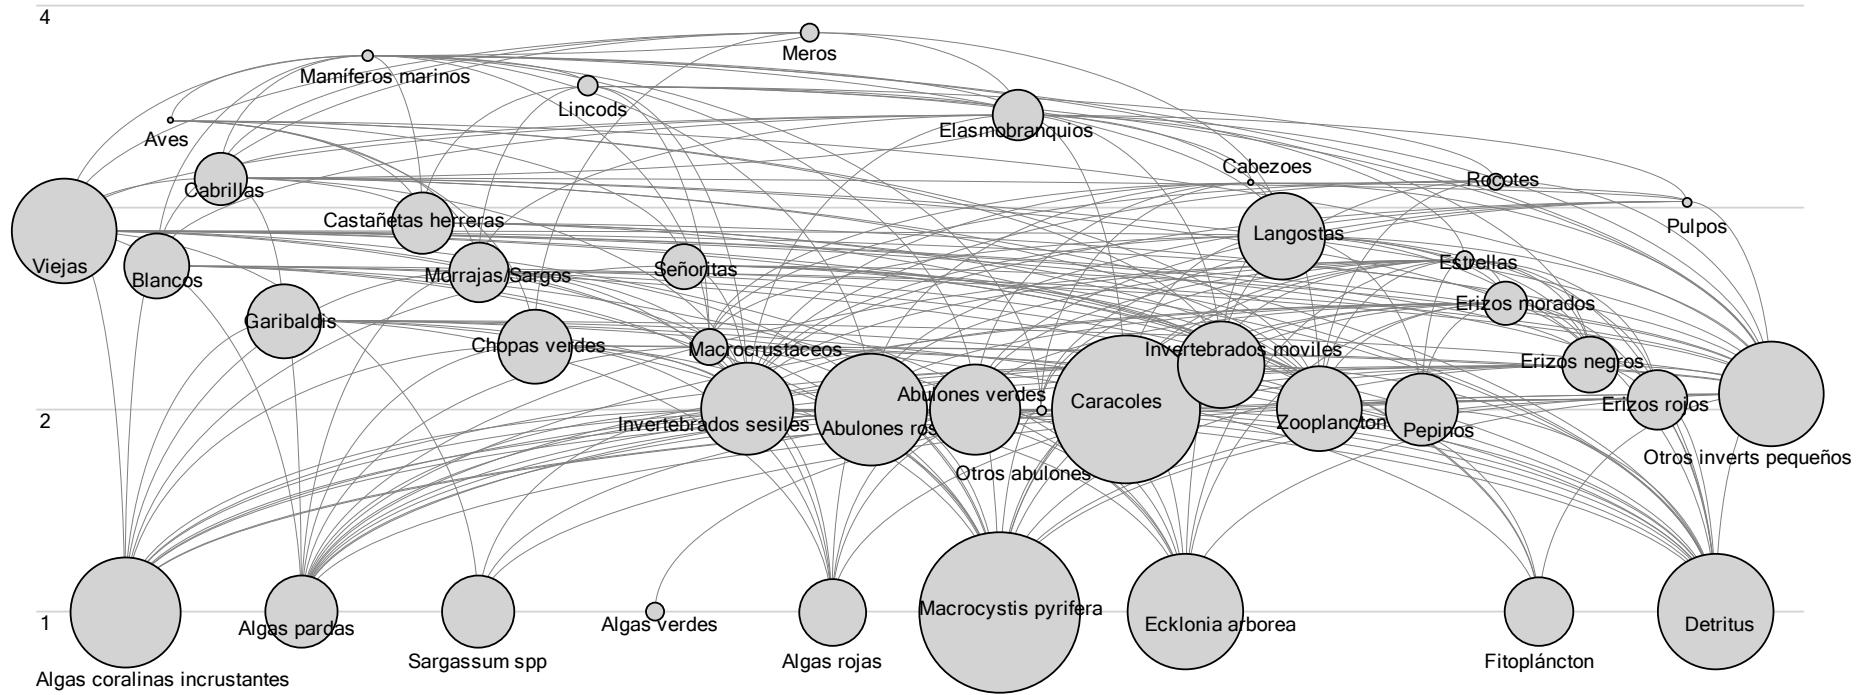 4
Meros
Mamíferos marinos
Lincods
Aves
Elasmobranquios
Cabezoes
Rocotes
Cabrillas
Castañetas herreras
Pulpos
Langostas
Viejas
Blancos
Morrajas/Sargos
Señoritas
Estrellas
Erizos morados
Garibaldis
Chopas verdes
Macrocrustaceos
Invertebrados moviles
Erizos negros
2
Invertebrados sesiles
Abulones ros
Abulones verdes
Caracoles
Zooplancton
Pepinos
Erizos rojos
Otros inverts pequeños
Otros abulones
1
Algas pardas
Algas verdes
Macrocystis pyrifera
Ecklonia arborea
Detritus
Algas coralinas incrustantes
Sargassum spp
Algas rojas
Fitopláncton